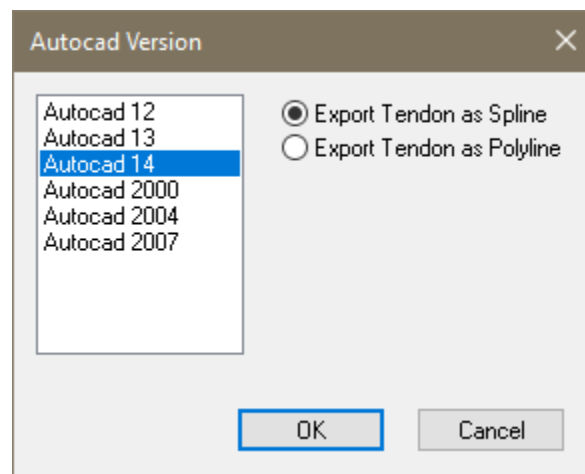 Autocad Version
Autocad 12
Autocad 13
Autocad 14
Autocad 2000
Autocad 2004
Autocad 2007
Export Tendon as Spline
Export Tendon as Polyline
OK
Cancel